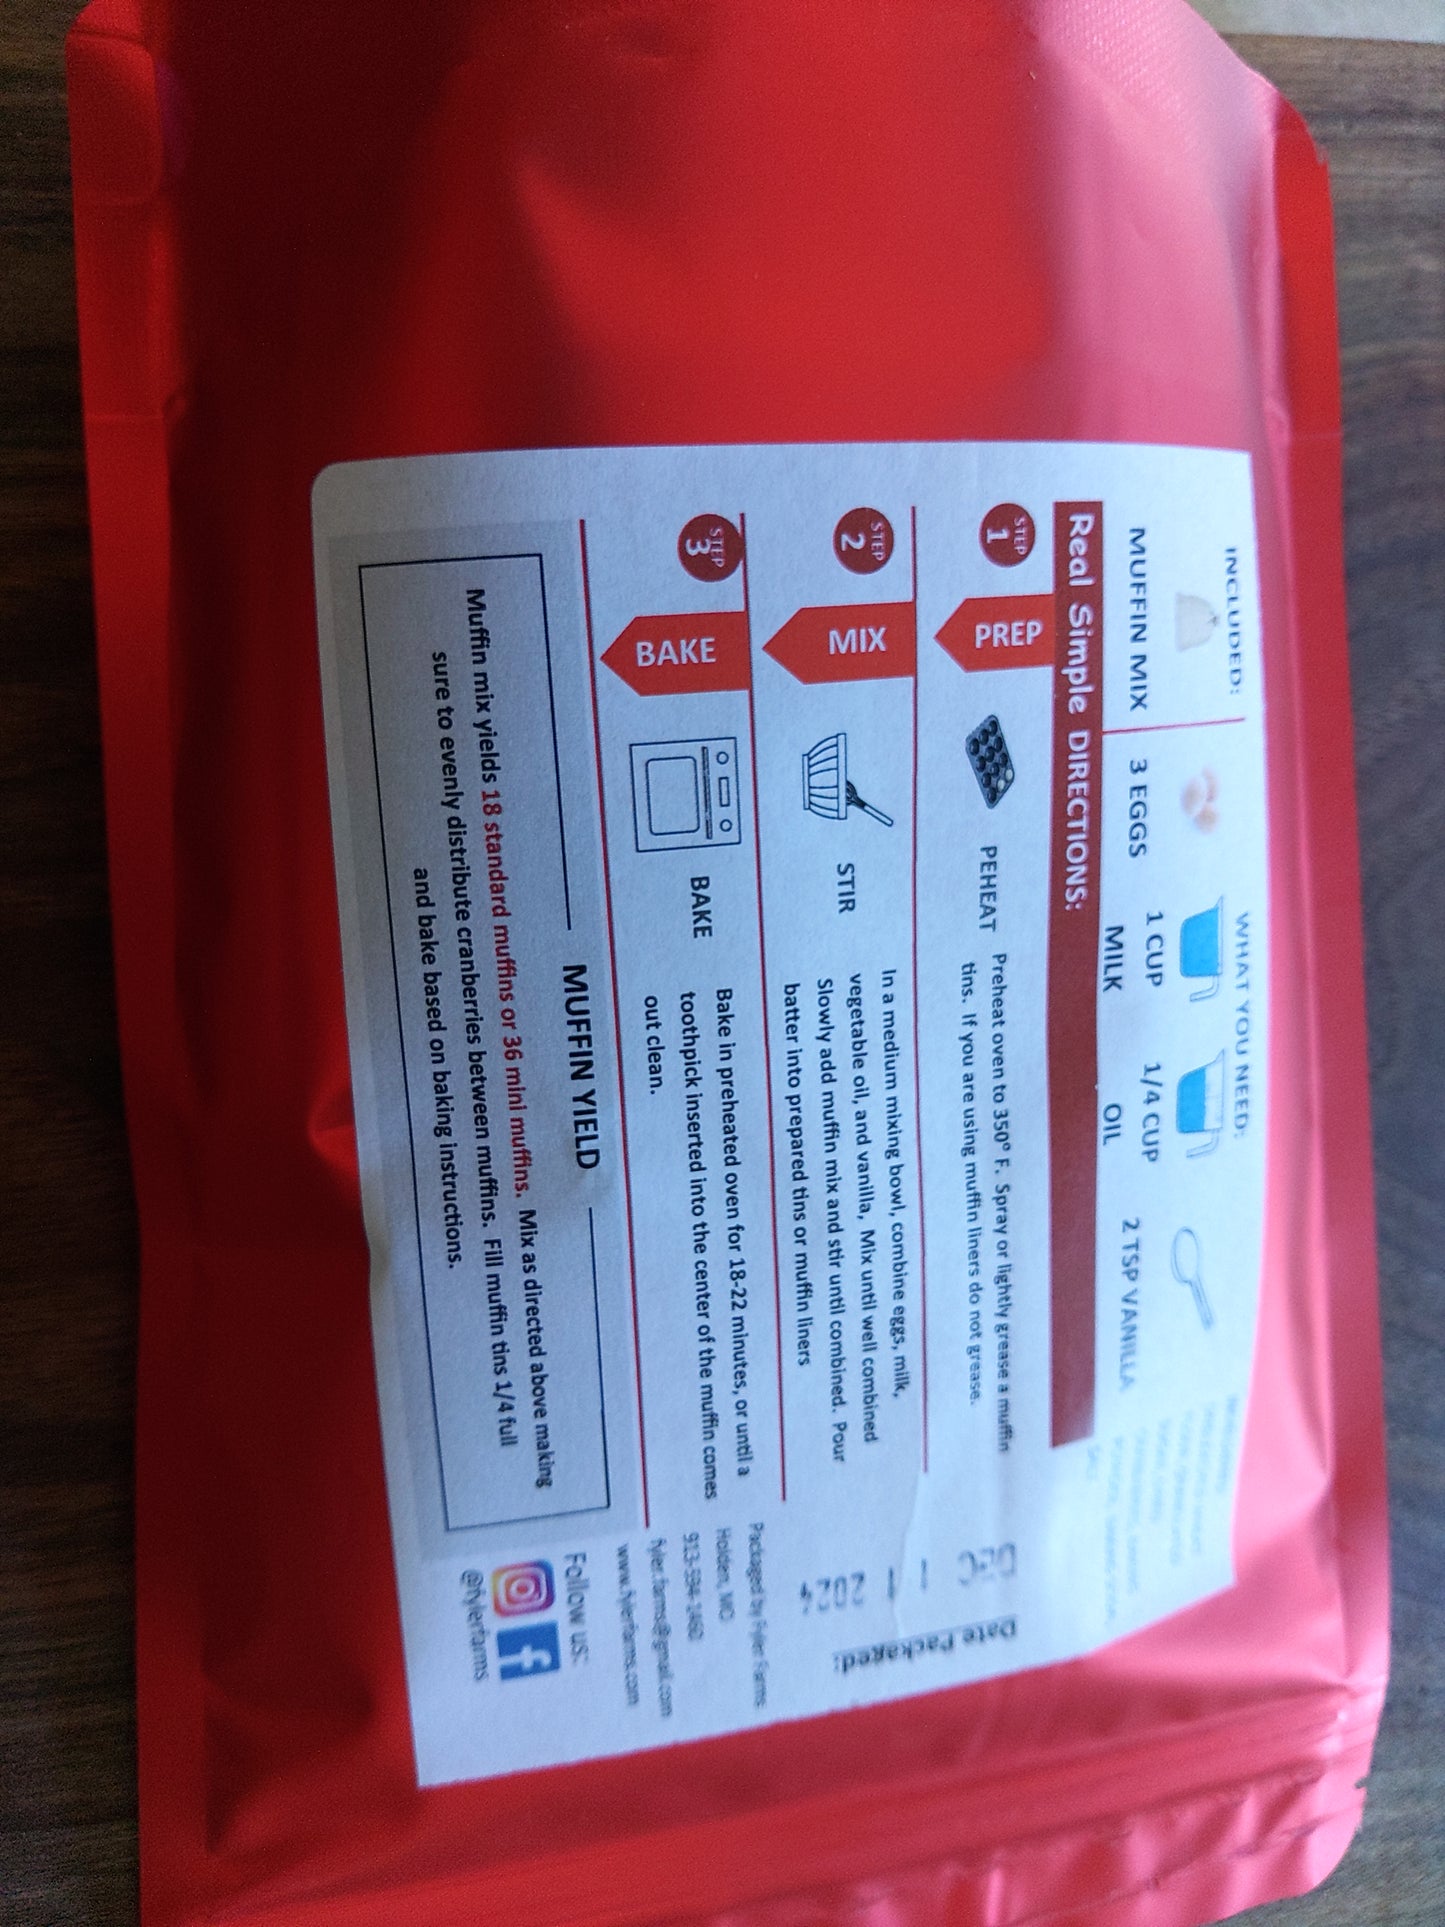 INCLUDED:
MUFFIN MIX
WHAT YOU NEED:
3 EGGS
1 CUP
MILK
1/4 CUP
OIL
2 TSP VANILLA
Real Simple DIRECTIONS:
STEP
1
PREP
PEHEAT
Preheat oven to 350° F. Spray or lightly grease a muffin
tins. If you are using muffin liners do not grease.
STEP
2
MIX
STIR
In a medium mixing bowl, combine eggs, milk,
vegetable oil, and vanilla, Mix until well combined
Slowly add muffin mix and stir until combined. Pour
batter into prepared tins or muffin liners
STEP
3
BAKE
BAKE
Bake in preheated oven for 18-22 minutes, or until a
toothpick inserted into the center of the muffin comes
out clean.
MUFFIN YIELD
Muffin mix yields 18 standard muffins or 36 mini muffins. Mix as directed above making
sure to evenly distribute cranberries between muffins. Fill muffin tins 1/4 full
and bake based on baking instructions.
Date Packaged:
2024
Packaged by Fyler Farms
Holden, MO
fyler.farms@gmail.com
www.fylerfarms.com
Follow us:
f
@fylerfarms